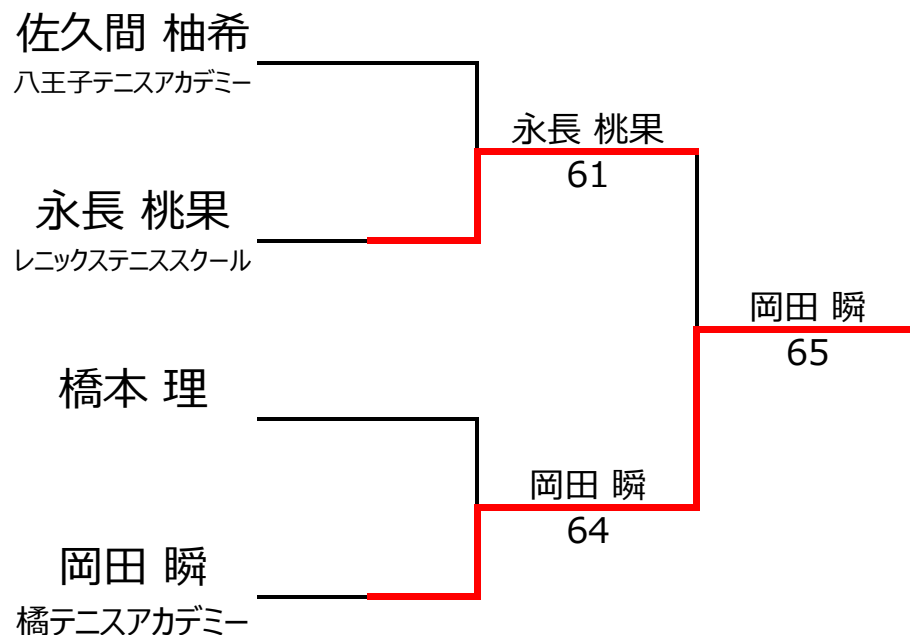 佐久間 柚希
八王子テニスアカデミー
永長 桃果
61
永長 桃果
レニックステニススクール
岡田 瞬
65
橋本 理
岡田 瞬
64
岡田 瞬
橘テニスアカデミー